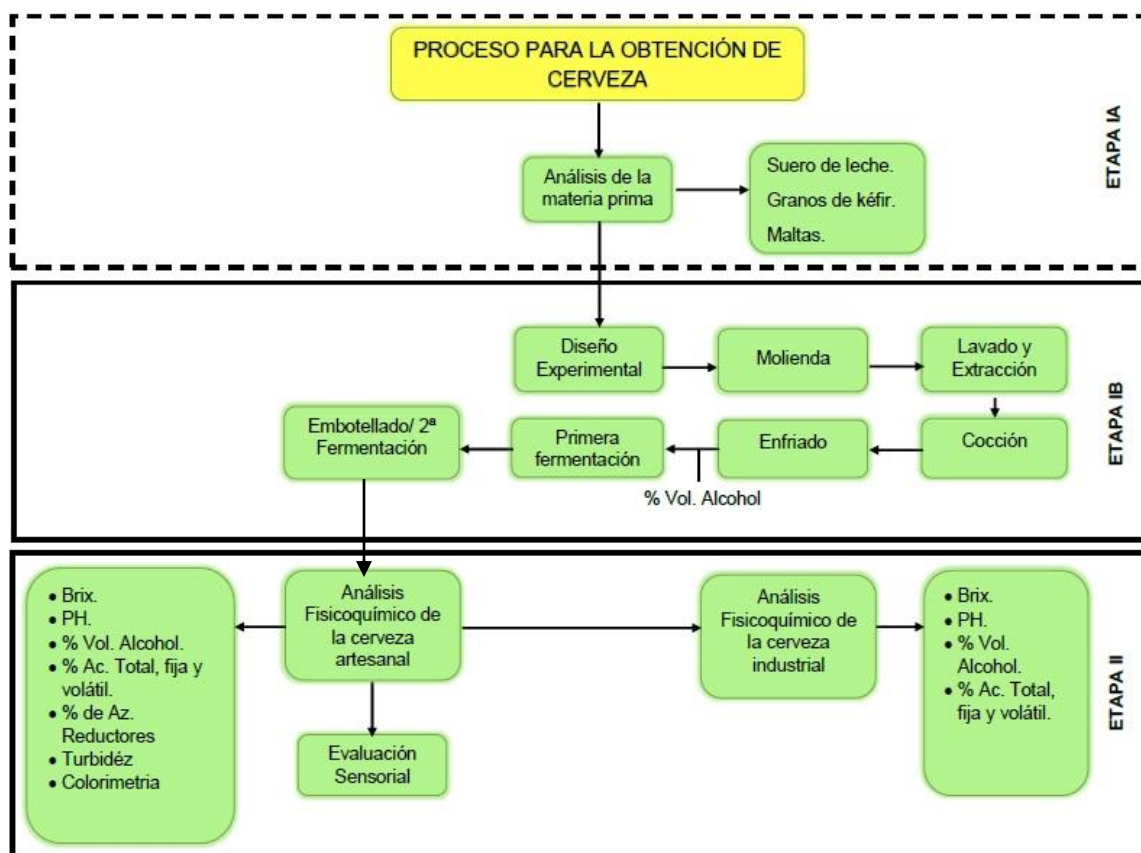 PROCESO PARA LA OBTENCIÓN DE
CERVEZA
ETAPA IA
Análisis de la
materia prima
Suero de leche.
Granos de kéfir.
Maltas.
Diseño
Experimental
Molienda
Lavado y
Extracción
ETAPA IB
Embotellado/ 2ª
Fermentación
Primera
fermentación
Enfriado
Cocción
% Vol. Alcohol
• Brix.
• PH.
• % Vol. Alcohol.
• % Ac. Total, fija y
volátil.
• % de Az.
Reductores
• Turbidéz
• Colorimetria
Análisis
Fisicoquímico de
la cerveza
artesanal
Evaluación
Sensorial
Análisis
Fisicoquímico de
la cerveza
industrial
• Brix.
• PH.
• % Vol.
Alcohol.
• % Ac. Total,
fija y volátil.
ETAPA II